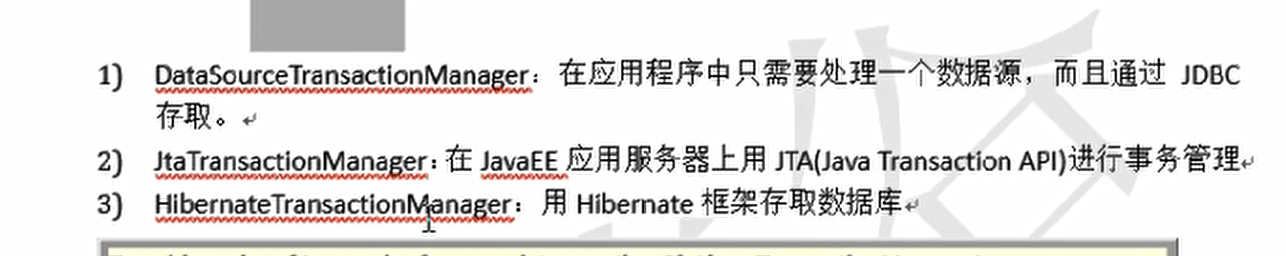 1) DataSourceTransactionManager：在应用程序中只需要处理一个数据源，而且通过 JDBC
存取。
2) JtaTransactionManager：在 JavaEE 应用服务器上用 JTA(Java Transaction API)进行事务管理
3) HibernateTransactionManager：用 Hibernate 框架存取数据库